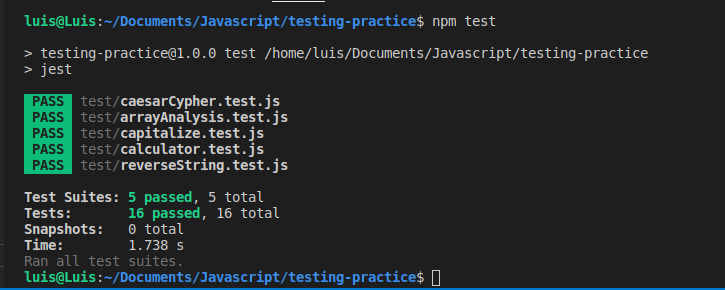 luis@Luis:~/Documents/Javascript/testing-practice$ npm test
> testing-practice@1.0.0 test /home/luis/Documents/Javascript/testing-practice
> jest
PASS test/caesarCypher.test.js
PASS test/arrayAnalysis.test.js
PASS test/capitalize.test.js
PASS test/calculator.test.js
PASS test/reverseString.test.js
Test Suites: 5 passed, 5 total
Tests: 16 passed, 16 total
Snapshots: 0 total
Time: 1.738 s
Ran all test suites.
luis@Luis:~/Documents/Javascript/testing-practice$